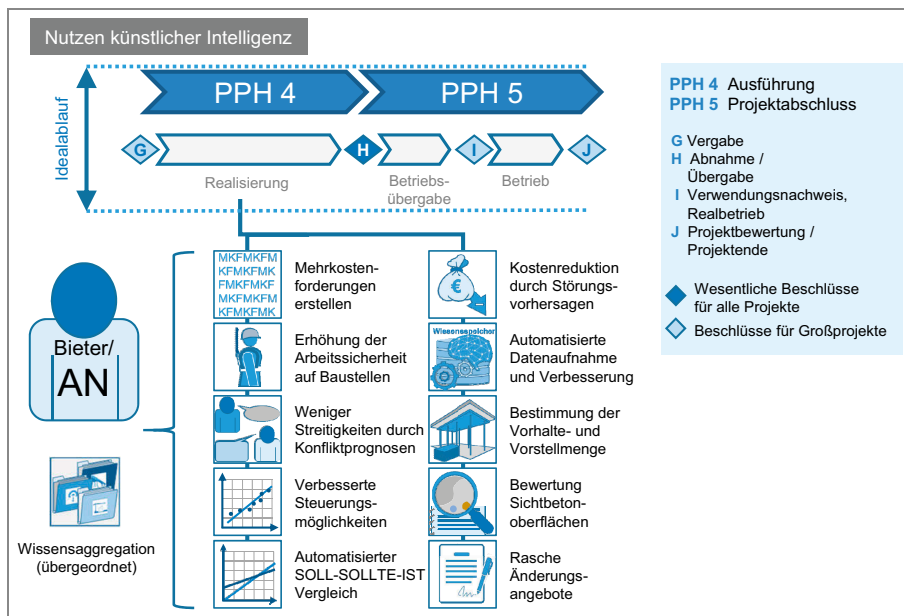 Nutzen künstlicher Intelligenz
Idealablauf
PPH 4
PPH 5
G
H
I
J
Realisierung
Betriebs-
übergabe
Betrieb
PPH 4 Ausführung
PPH 5 Projektabschluss
G Vergabe
H Abnahme /
Übergabe
I Verwendungsnachweis,
Realbetrieb
J Projektbewertung /
Projektende
Wesentliche Beschlüsse
für alle Projekte
Beschlüsse für Großprojekte
Bieter/
AN
Wissensaggregation
(übergeordnet)
MKFMKFM
KFMKFMK
FMKFMKF
MKFMKFM
KFMKFMK
Mehrkosten-
forderungen
erstellen
Erhöhung der
Arbeitssicherheit
auf Baustellen
Weniger
Streitigkeiten durch
Konfliktprognosen
Verbesserte
Steuerungs-
möglichkeiten
Automatisierter
SOLL-SOLLTE-IST
Vergleich
€
Kostenreduktion
durch Störungs-
vorhersagen
Wissensspeicher
Automatisierte
Datenaufnahme
und Verbesserung
Bestimmung der
Vorhalte- und
Vorstellmenge
Bewertung
Sichtbeton-
oberflächen
Rasche
Änderungs-
angebote